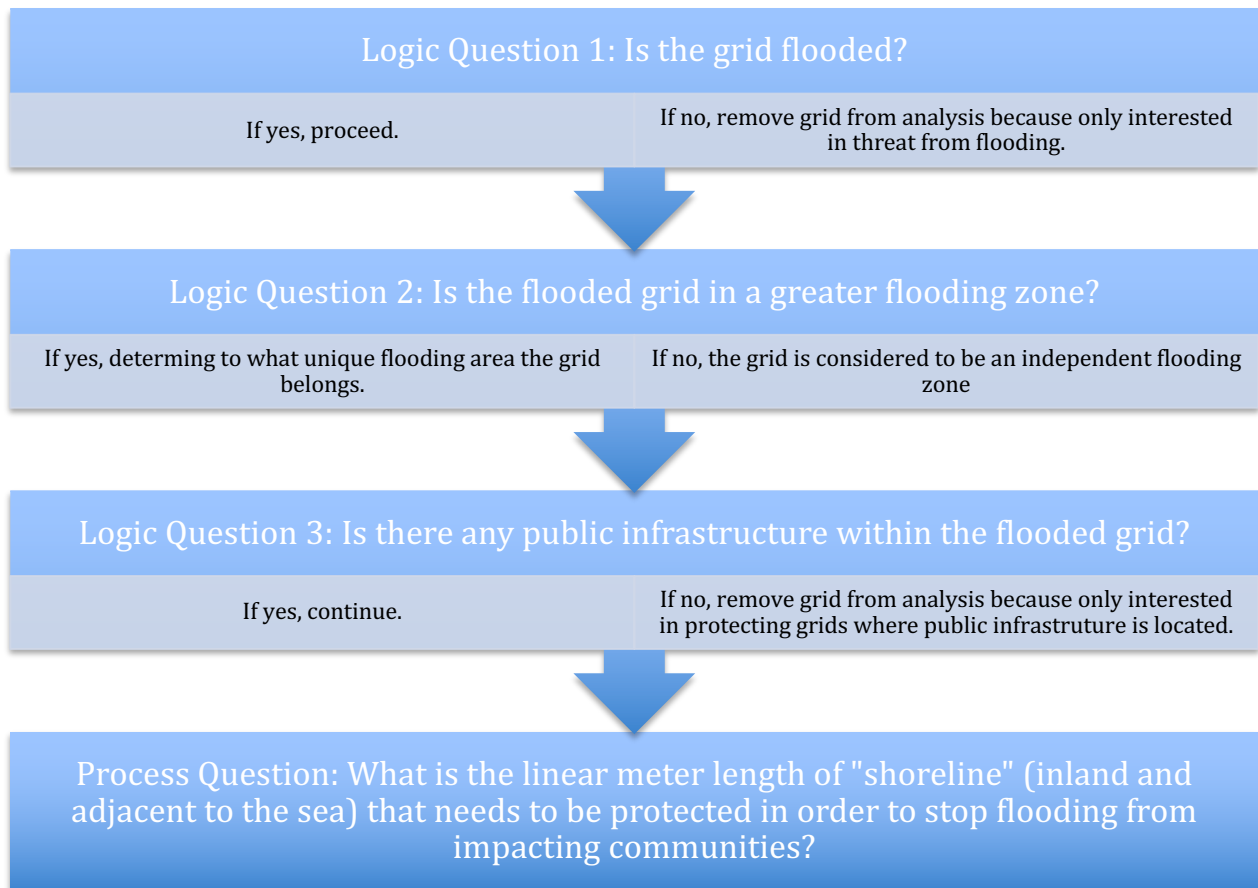 Logic Question 1: Is the grid flooded?
If yes, proceed.
If no, remove grid from analysis because only interested
in threat from flooding.
Logic Question 2: Is the flooded grid in a greater flooding zone?
If yes, determing to what unique flooding area the grid
belongs.
If no, the grid is considered to be an independent flooding
zone
Logic Question 3: Is there any public infrastructure within the flooded grid?
If yes, continue.
If no, remove grid from analysis because only interested
in protecting grids where public infrastruture is located.
Process Question: What is the linear meter length of "shoreline" (inland and
adjacent to the sea) that needs to be protected in order to stop flooding from
impacting communities?